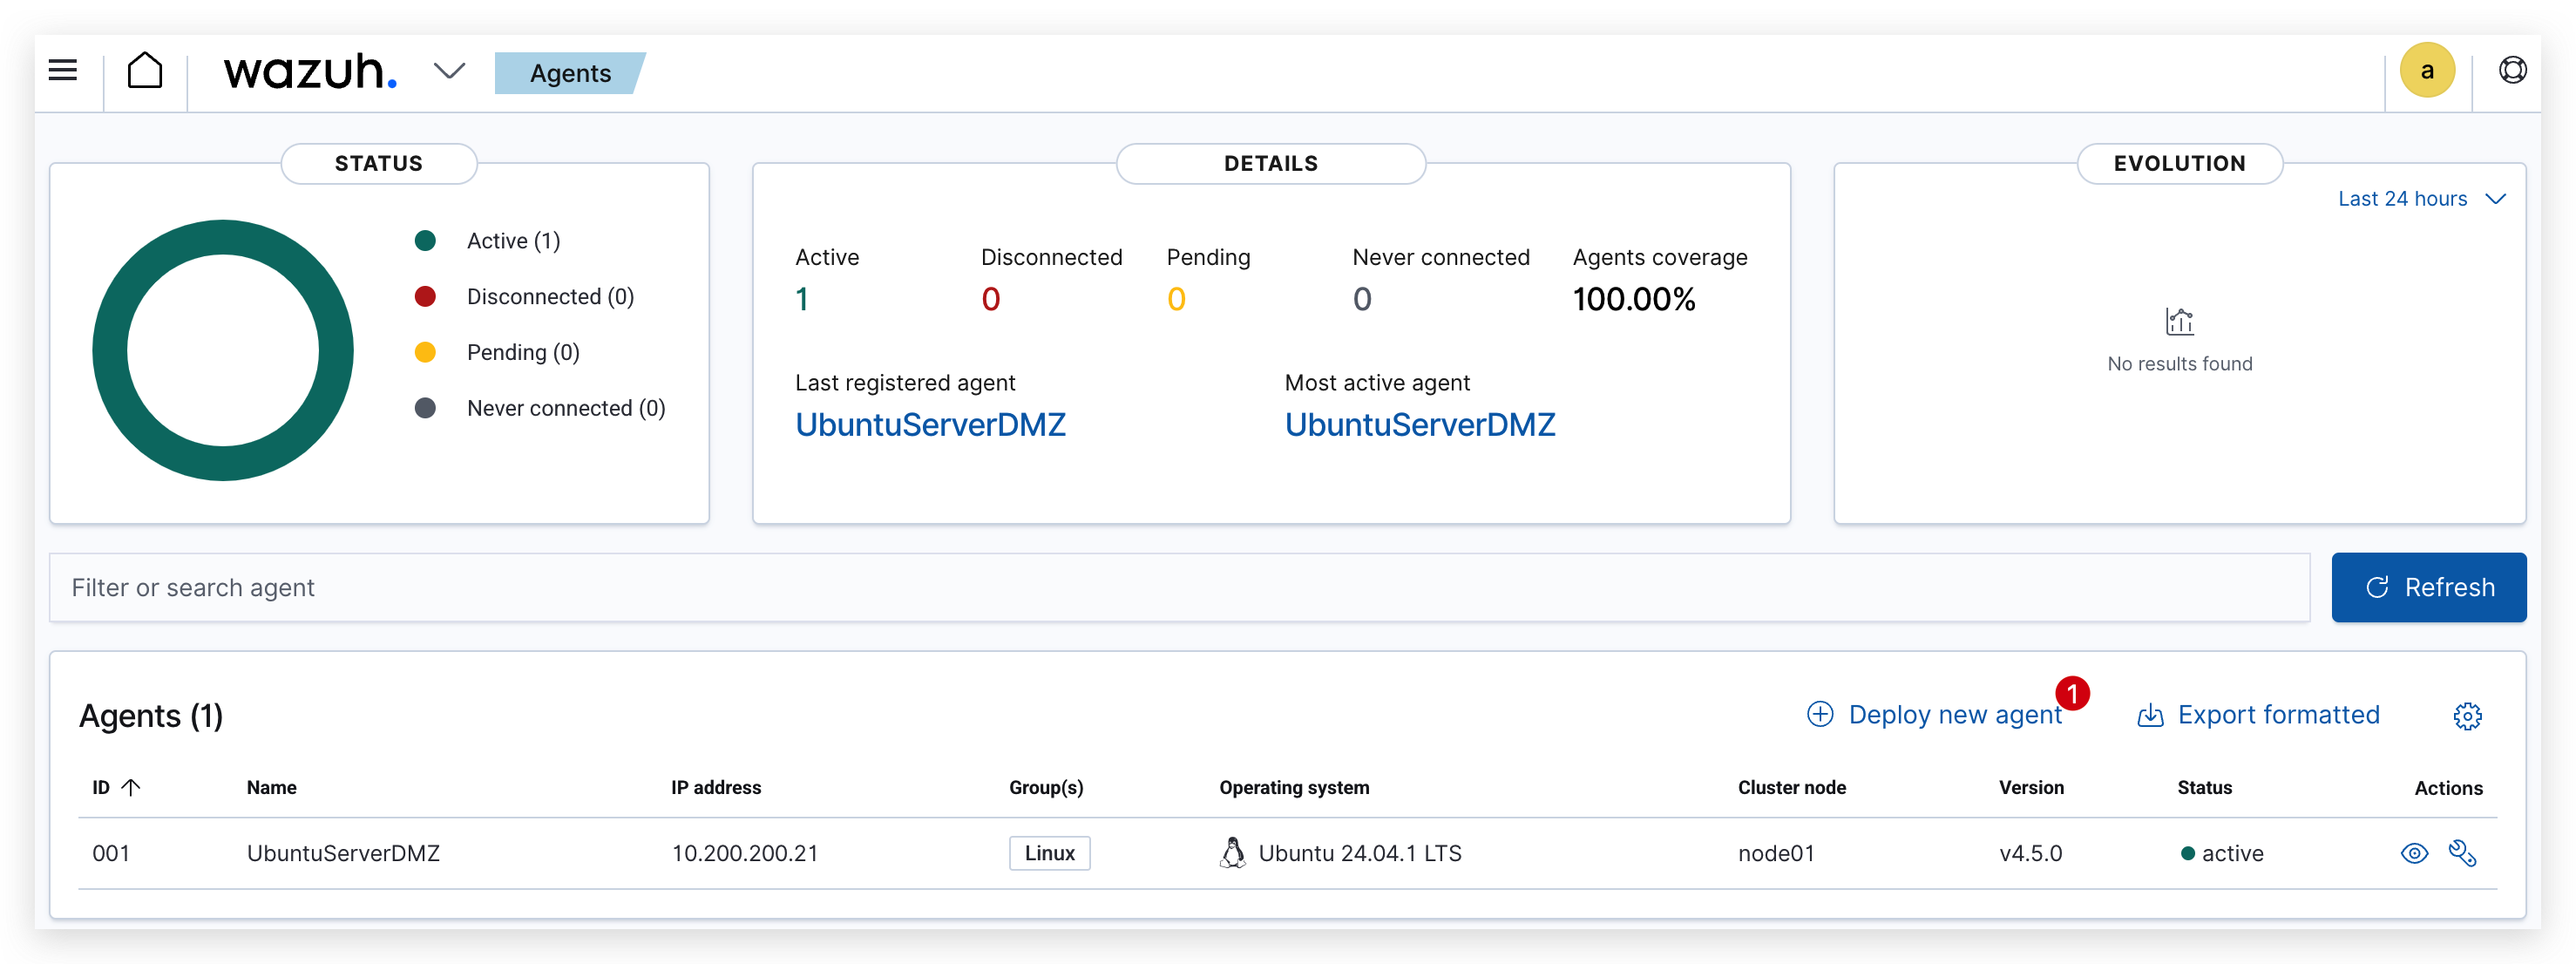 wazuh. Agents a
STATUS
Active (1)
Disconnected (0)
Pending (0)
Never connected (0)
DETAILS
Active Disconnected Pending Never connected Agents coverage
1 0 0 0 100.00%
Last registered agent Most active agent
UbuntuServerDMZ UbuntuServerDMZ
EVOLUTION
Last 24 hours
No results found
Filter or search agent Refresh
Agents (1) Deploy new agent 1 Export formatted
ID Name IP address Group(s) Operating system Cluster node Version Status Actions
001 UbuntuServerDMZ 10.200.200.21 Linux Ubuntu 24.04.1 LTS node01 v4.5.0 active